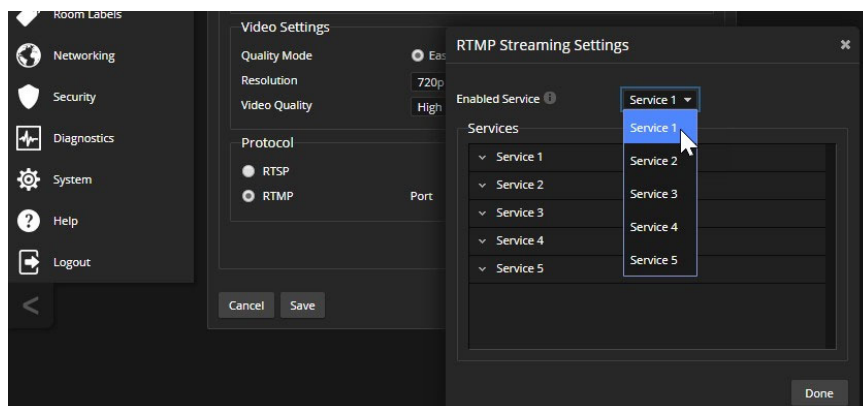 Room Labels
Networking
Security
Diagnostics
System
Help
Logout
<
Video Settings
Quality Mode
Resolution
720p
Video Quality
High
Protocol
RTSP
RTMP
Port
Cancel
Save
RTMP Streaming Settings
Enabled Service
Service 1
Services
Service 1
Service 2
Service 3
Service 4
Service 5
Service 1
Service 2
Service 3
Service 4
Service 5
Done